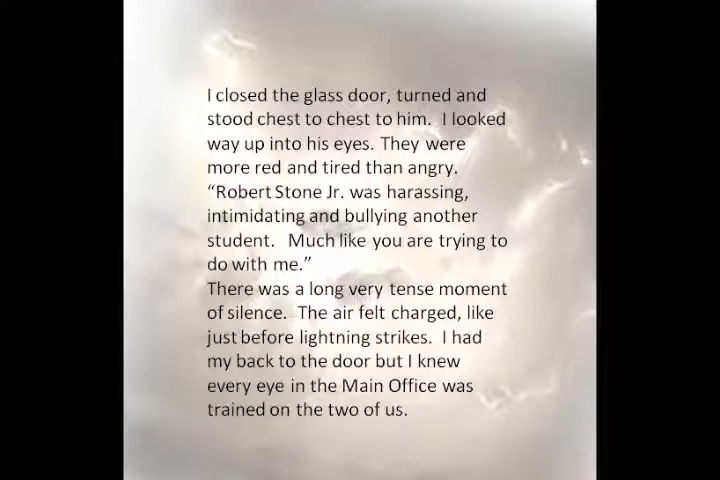 I closed the glass door, turned and
stood chest to chest to him.  I looked
way up into his eyes. They were
more red and tired than angry.
“Robert Stone Jr. was harassing,
intimidating and bullying another
student.   Much like you are trying to
do with me.”
There was a long very tense moment
of silence.  The air felt charged, like
just before lightning strikes.  I had
my back to the door but I knew
every eye in the Main Office was
trained on the two of us.